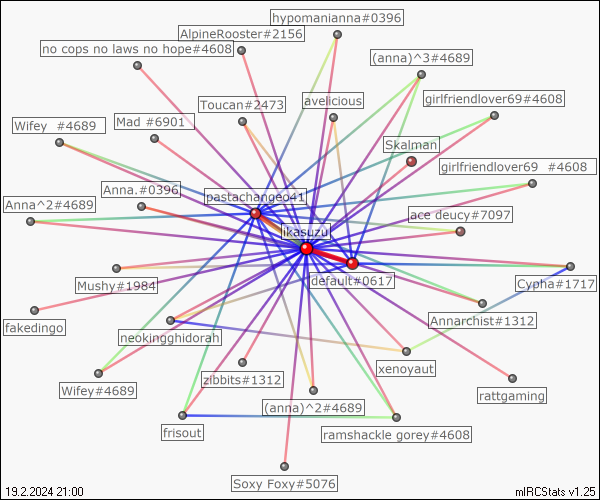 hypomanianna#0396
AlpineRooster#2156
no cops no laws no hope#4608
(anna)^3#4689
girlfriendlover69#4608
Toucan#2473
avelicious
Wifey  #4689
Mad #6901
Skalman
girlfriendlover69  #4608
Anna.#0396
pastachangeo41
Anna^2#4689
ace deucy#7097
likasuzu
default#0617
Mushy#1984
Cypha#1717
Annarchist#1312
fakedingo
neokingghidorah
xenoyaut
zibbits#1312
Wifey#4689
rattgaming
(anna)^2#4689
frisout
ramshackle gorey#4608
Soxy Foxy#5076
19.2.2024 21:00
mIRCStats v1.25